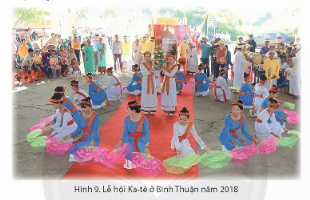 Hình 9. Lễ hội Ka-tê ở Bình Thuận năm 2018